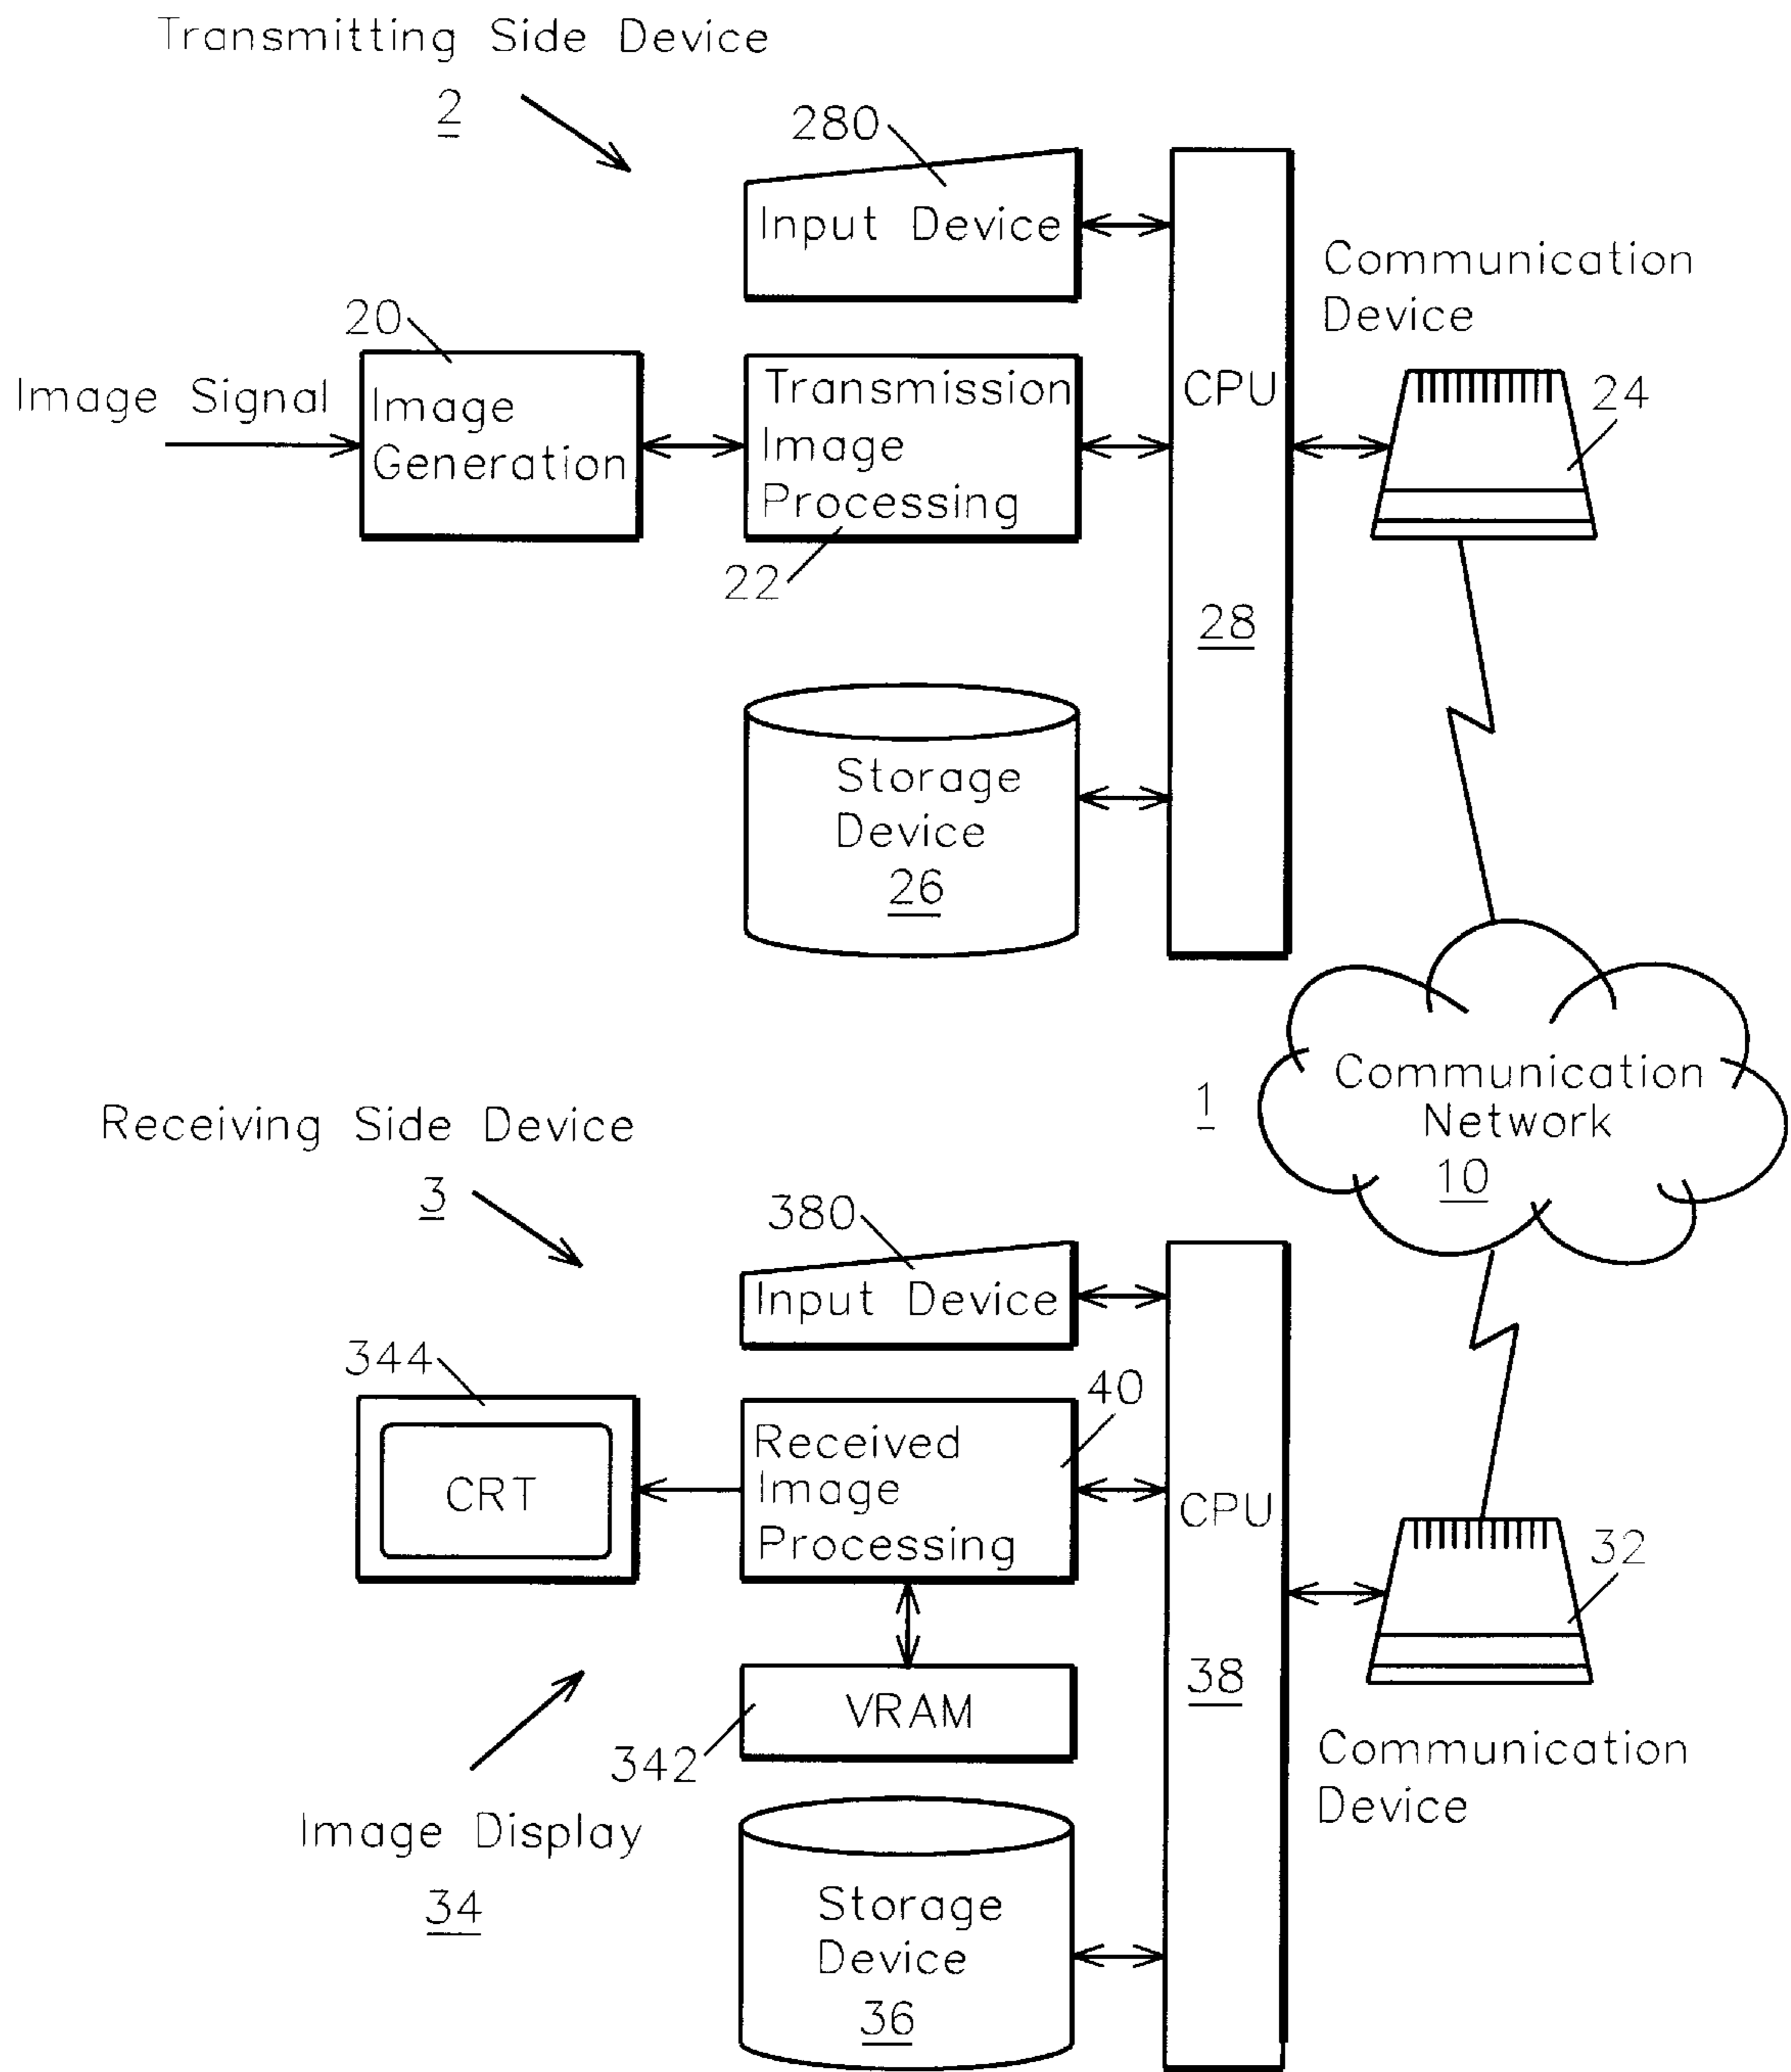 Transmitting Side Device
2
280
Input Device
Communication
Device
20
Image Signal
Image
Generation
Transmission
Image
Processing
22
CPU
28
24
Storage
Device
26
1
Communication
Network
10
Receiving Side Device
3
380
Input Device
344
CRT
40
Received
Image
Processing
CPU
38
32
VRAM
342
Communication
Device
Image Display
34
Storage
Device
36